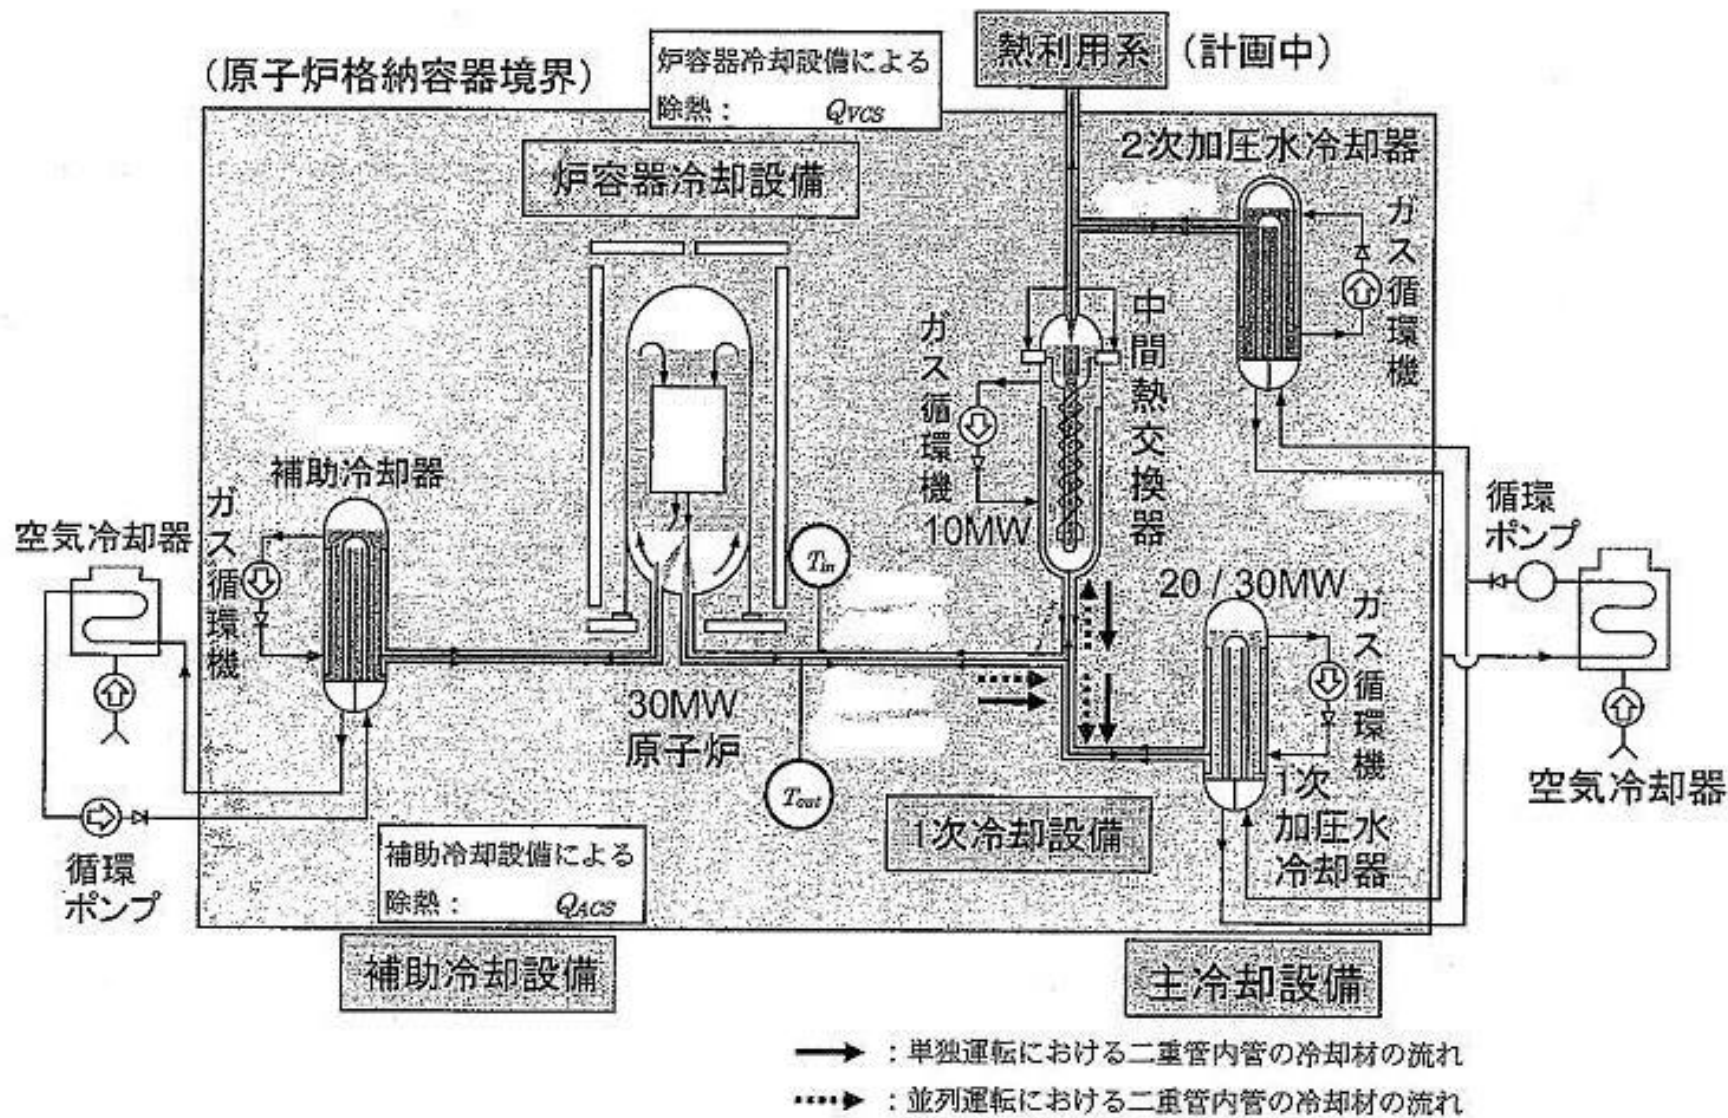 熱利用系
(計画中)
(原子炉格納容器境界)
炉容器冷却設備による
除熱: QVCS
炉容器冷却設備
2次加圧水冷却器
ガス循環機
中間熱交換器
ガス循環機
10MW
補助冷却器
ガス循環機
空気冷却器
循環
ポンプ
Tin
20 / 30MW
ガス循環機
30MW
原子炉
Tout
1次
加圧水
冷却器
空気冷却器
1次冷却設備
循環
ポンプ
補助冷却設備による
除熱: QACS
補助冷却設備
主冷却設備
:単独運転における二重管内管の冷却材の流れ
:並列運転における二重管内管の冷却材の流れ